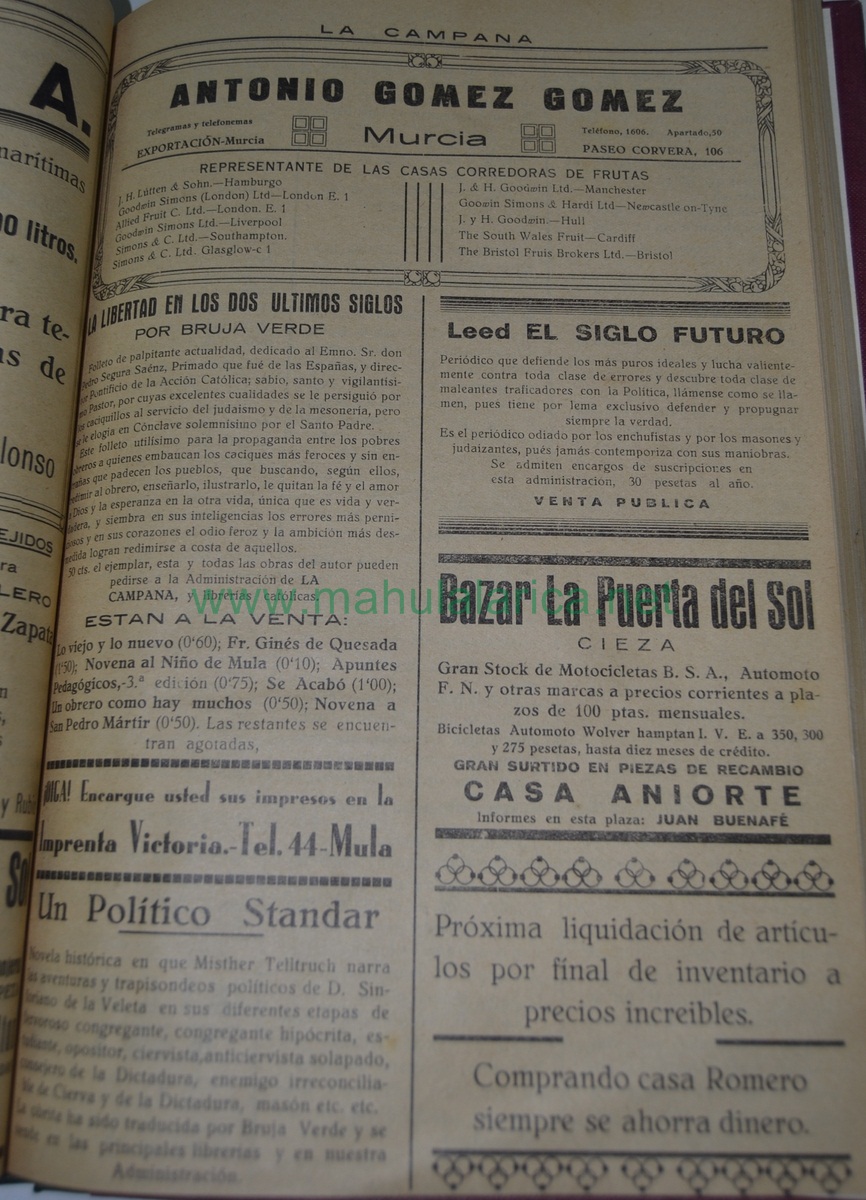 LA CAMPANA
A.
marítimas
litros.
ra te-
as de
lonso
EJIDOS
ra
LERO
Zapata
y Rub
ANTONIO GOMEZ GOMEZ
Telegramas y telefonemas
EXPORTACIÓN-Murcia
Murcia
Teléfono, 1606. Apartado,50
PASEO CORVERA, 106
REPRESENTANTE DE LAS CASAS CORREDORAS DE FRUTAS
J. H. Lütten & Sohn.—Hamburgo
Goodwin Simons (London) Ltd—London E. 1
Allied Fruit C. Ltd.—London. E. 1
Goodwin Simons Ltd.—Liverpool
Simons & C. Ltd.—Southampton.
Simons & C. Ltd. Glasglow-c 1
J. & H. Goodwin Ltd.—Manchester
Goowin Simons & Hardi Ltd—Newcastle on-Tyne
J. y H. Goodwin.—Hull
The South Wales Fruit—Cardiff
The Bristol Fruis Brokers Ltd.—Bristol
LA LIBERTAD EN LOS DOS ULTIMOS SIGLOS
POR BRUJA VERDE
Folleto de palpitante actualidad, dedicado al Emno. Sr. don
Pedro Segura Saénz, Primado que fué de las Españas, y direc-
Pontificio de la Acción Católica; sabio, santo y vigilantisi-
Pastor, por cuyas excelentes cualidades se le persiguió por
caciquillos al servicio del judaismo y de la mesonería, pero
le elogia en Cónclave solemnísimo por el Santo Padre.
Este folleto utilísimo para la propaganda entre los pobres
obreros a quienes embaucan los caciques más feroces y sin en-
trañas que padecen los pueblos, que buscando, según ellos,
redimir al obrero, enseñarlo, ilustrarlo, le quitan la fé y el amor
a Dios y la esperanza en la otra vida, única que es vida y ver-
dadera, y siembra en sus inteligencias los errores más perni-
ciosos y en sus corazones el odio feroz y la ambición más des-
medida logran redimirse a costa de aquellos.
50 cts. el ejemplar, esta y todas las obras del autor pueden
pedirse a la Administración de LA
CAMPANA, y librerías católicas.
ESTAN A LA VENTA:
Lo viejo y lo nuevo (0'60); Fr. Ginés de Quesada
(1'50); Novena al Niño de Mula (0'10); Apuntes
Pedagógicos,-3.ª edición (0'75); Se Acabó (1'00);
Un obrero como hay muchos (0'50); Novena a
San Pedro Mártir (0'50). Las restantes se encuen-
tran agotadas,
¡OIGA! Encargue usted sus impresos en la
Imprenta Victoria.-Tel. 44-Mula
Un Político Standar
Novela histórica en que Misther Telltruch narra
las aventuras y trapisondeos políticos de D. Sin-
foriano de la Veleta en sus diferentes etapas de
fervoroso congregante, congregante hipócrita, es-
tudiante, opositor, ciervista,anticiervista solapado,
consejero de la Dictadura, enemigo irreconcilia-
ble de Cierva y de la Dictadura, masón etc. etc.
La ha sido traducida por Bruja Verde y se
vende en las principales librerías y en nuestra
Administración.
Leed EL SIGLO FUTURO
Periódico que defiende los más puros ideales y lucha valiente-
mente contra toda clase de errores y descubre toda clase de
maleantes traficadores con la Política, llámense como se lla-
men, pues tiene por lema exclusivo defender y propugnar
siempre la verdad.
Es el periódico odiado por los enchufistas y por los masones y
judaizantes, pués jamás contemporiza con sus maniobras.
Se admiten encargos de suscripciones en
esta administración, 30 pesetas al año.
VENTA PUBLICA
Bazar La Puerta del Sol
CIEZA
Gran Stock de Motocicletas B. S. A., Automoto
F. N. y otras marcas a precios corrientes a pla-
zos de 100 ptas. mensuales.
Bicicletas Automoto Wolver hamptan I. V. E. a 350, 300
y 275 pesetas, hasta diez meses de crédito.
GRAN SURTIDO EN PIEZAS DE RECAMBIO
CASA ANIORTE
Informes en esta plaza: JUAN BUENAFÉ
Próxima liquidación de artícu-
los por final de inventario a
precios increibles.
Comprando casa Romero
siempre se ahorra dinero.
www.mahulalarica.net